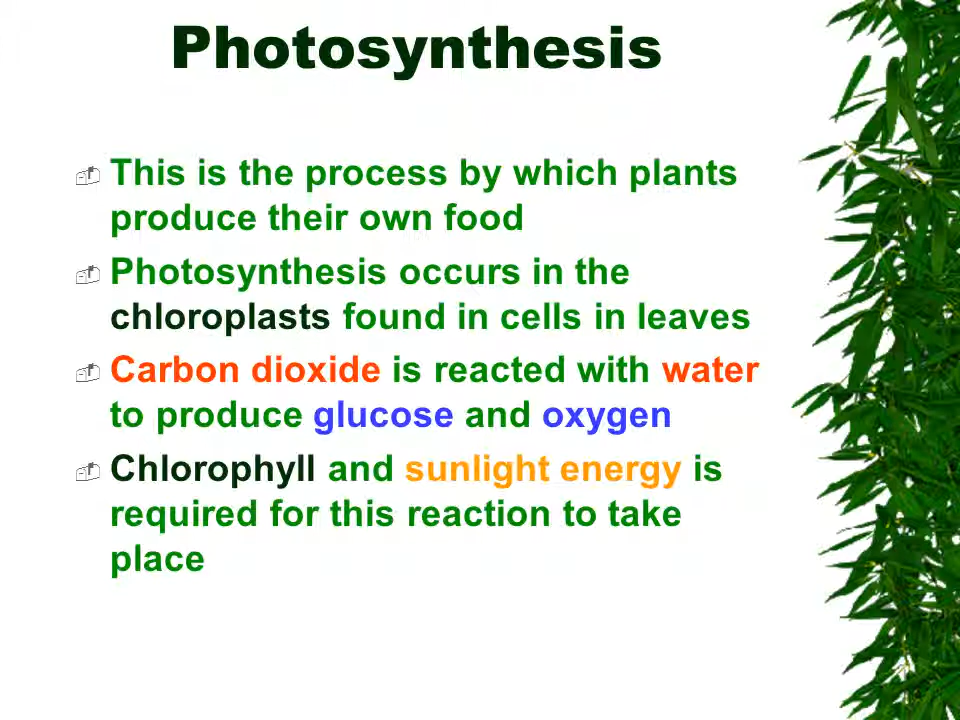 Photosynthesis
This is the process by which plants
produce their own food
Photosynthesis occurs in the
chloroplasts found in cells in leaves
Carbon dioxide is reacted with water
to produce glucose and oxygen
Chlorophyll and sunlight energy is
required for this reaction to take
place